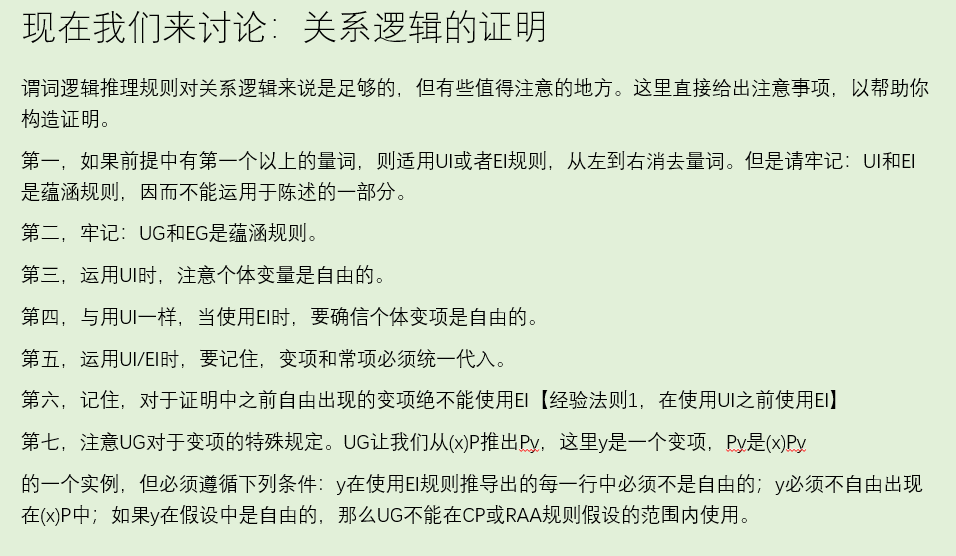 现在我们来讨论：关系逻辑的证明
谓词逻辑推理规则对关系逻辑来说是足够的，但有些值得注意的地方。这里直接给出注意事项，以帮助你
构造证明。
第一，如果前提中有第一个以上的量词，则适用UI或者EI规则，从左到右消去量词。但是请牢记：UI和EI
是蕴涵规则，因而不能运用于陈述的一部分。
第二，牢记：UG和EG是蕴涵规则。
第三，运用UI时，注意个体变量是自由的。
第四，与用UI一样，当使用EI时，要确信个体变项是自由的。
第五，运用UI/EI时，要记住，变项和常项必须统一代入。
第六，记住，对于证明中之前自由出现的变项绝不能使用EI【经验法则1，在使用UI之前使用EI】
第七，注意UG对于变项的特殊规定。UG让我们从(x)P推出Py，这里y是一个变项，Py是(x)Py
的一个实例，但必须遵循下列条件：y在使用EI规则推导出的每一行中必须不是自由的；y必须不自由出现
在(x)P中；如果y在假设中是自由的，那么UG不能在CP或RAA规则假设的范围内使用。